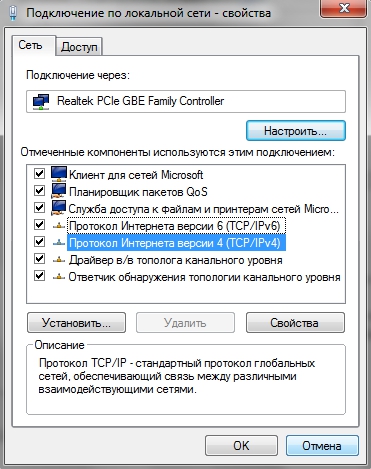 Подключение по локальной сети - свойства
Сеть
Доступ
Подключение через:
Realtek PCIe GBE Family Controller
Настроить...
Отмеченные компоненты используются этим подключением:
Клиент для сетей Microsoft
Планировщик пакетов QoS
Служба доступа к файлам и принтерам сетей Micro...
Протокол Интернета версии 6 (TCP/IPv6)
Протокол Интернета версии 4 (TCP/IPv4)
Драйвер в/в тополога канального уровня
Ответчик обнаружения топологии канального уровня
Установить...
Удалить
Свойства
Описание
Протокол TCP/IP - стандартный протокол глобальных
сетей, обеспечивающий связь между различными
взаимодействующими сетями.
OK
Отмена